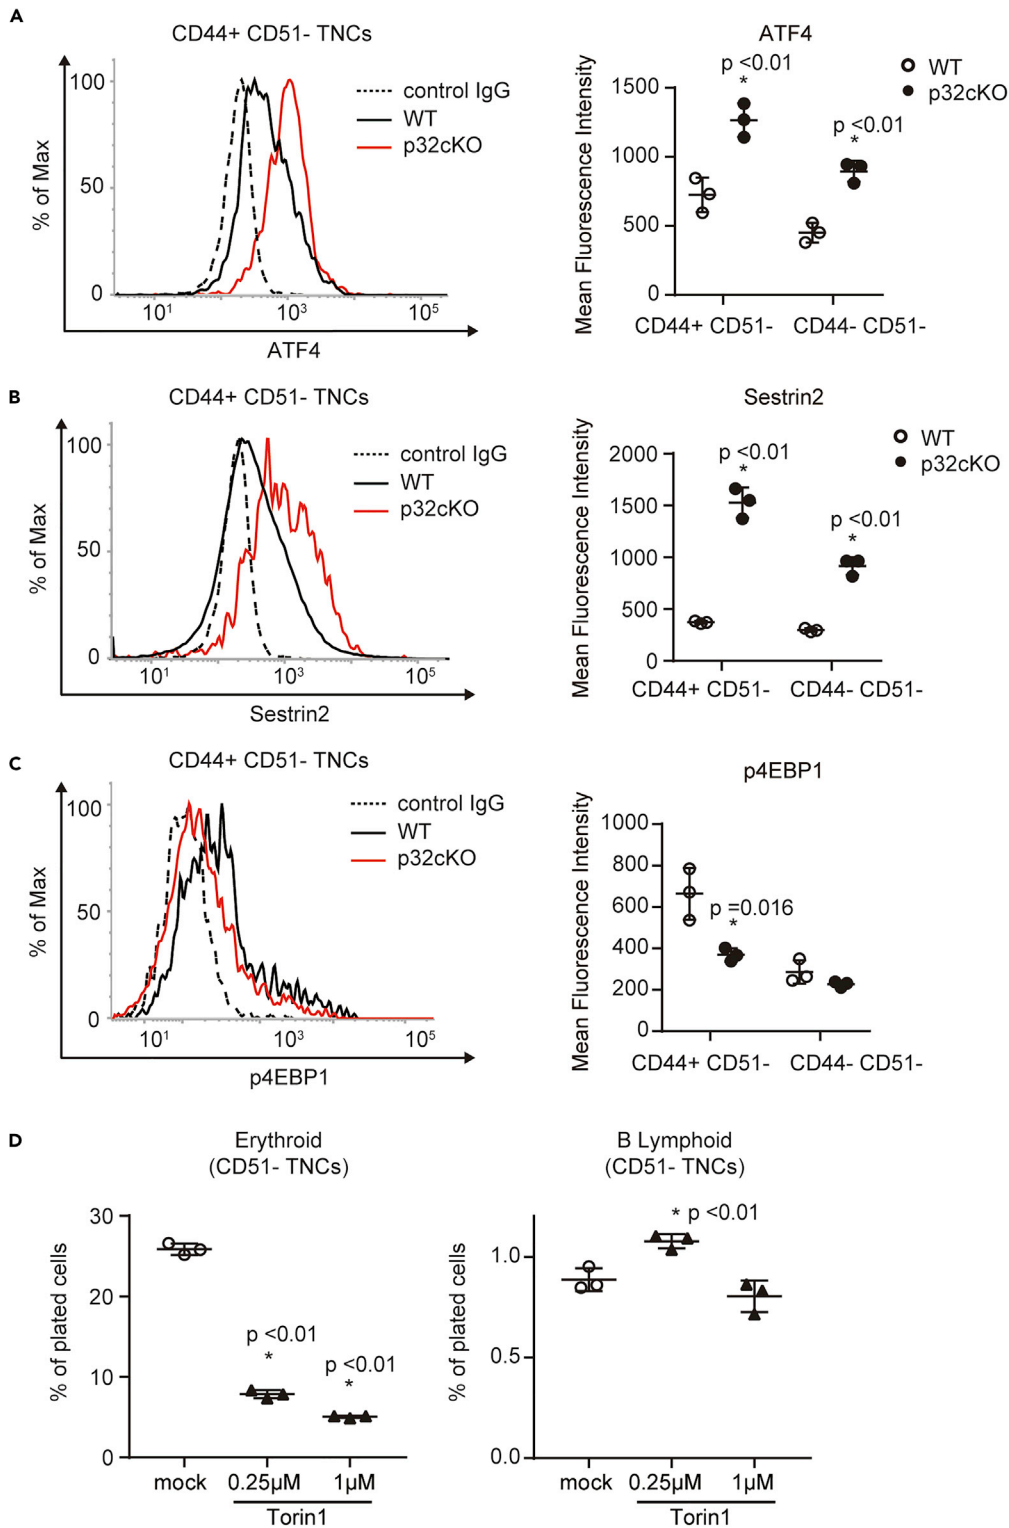 A
CD44+ CD51- TNCs
100
50
0
% of Max
10¹
10³
10⁵
ATF4
control IgG
WT
p32cKO
ATF4
Mean Fluorescence Intensity
1500
1000
500
0
p <0.01
*
p <0.01
*
WT
p32cKO
CD44+ CD51-
CD44- CD51-
B
CD44+ CD51- TNCs
100
50
0
% of Max
10¹
10³
10⁵
Sestrin2
control IgG
WT
p32cKO
Sestrin2
Mean Fluorescence Intensity
2000
1500
1000
500
0
p <0.01
*
p <0.01
*
WT
p32cKO
CD44+ CD51-
CD44- CD51-
C
CD44+ CD51- TNCs
100
50
0
% of Max
10¹
10³
10⁵
p4EBP1
control IgG
WT
p32cKO
p4EBP1
Mean Fluorescence Intensity
1000
800
600
400
200
0
p =0.016
*
CD44+ CD51-
CD44- CD51-
D
Erythroid
(CD51- TNCs)
% of plated cells
30
20
10
0
p <0.01
*
p <0.01
*
mock
0.25µM
1µM
Torin1
B Lymphoid
(CD51- TNCs)
% of plated cells
1.0
0.5
0.0
* p <0.01
mock
0.25µM
1µM
Torin1